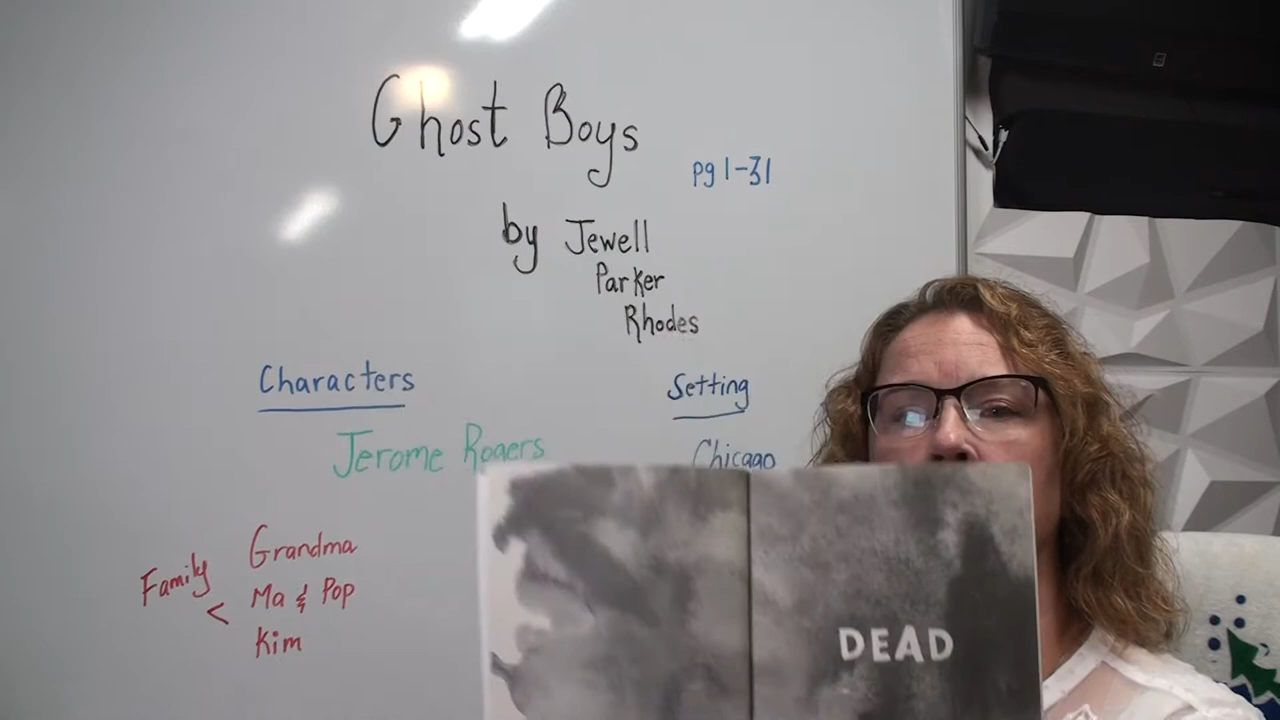 Ghost Boys
pg 1-31
by Jewell
Parker
Rhodes
Characters
Setting
Jerome Rogers
Chicago
Family < Grandma
Ma & Pop
Kim
DEAD